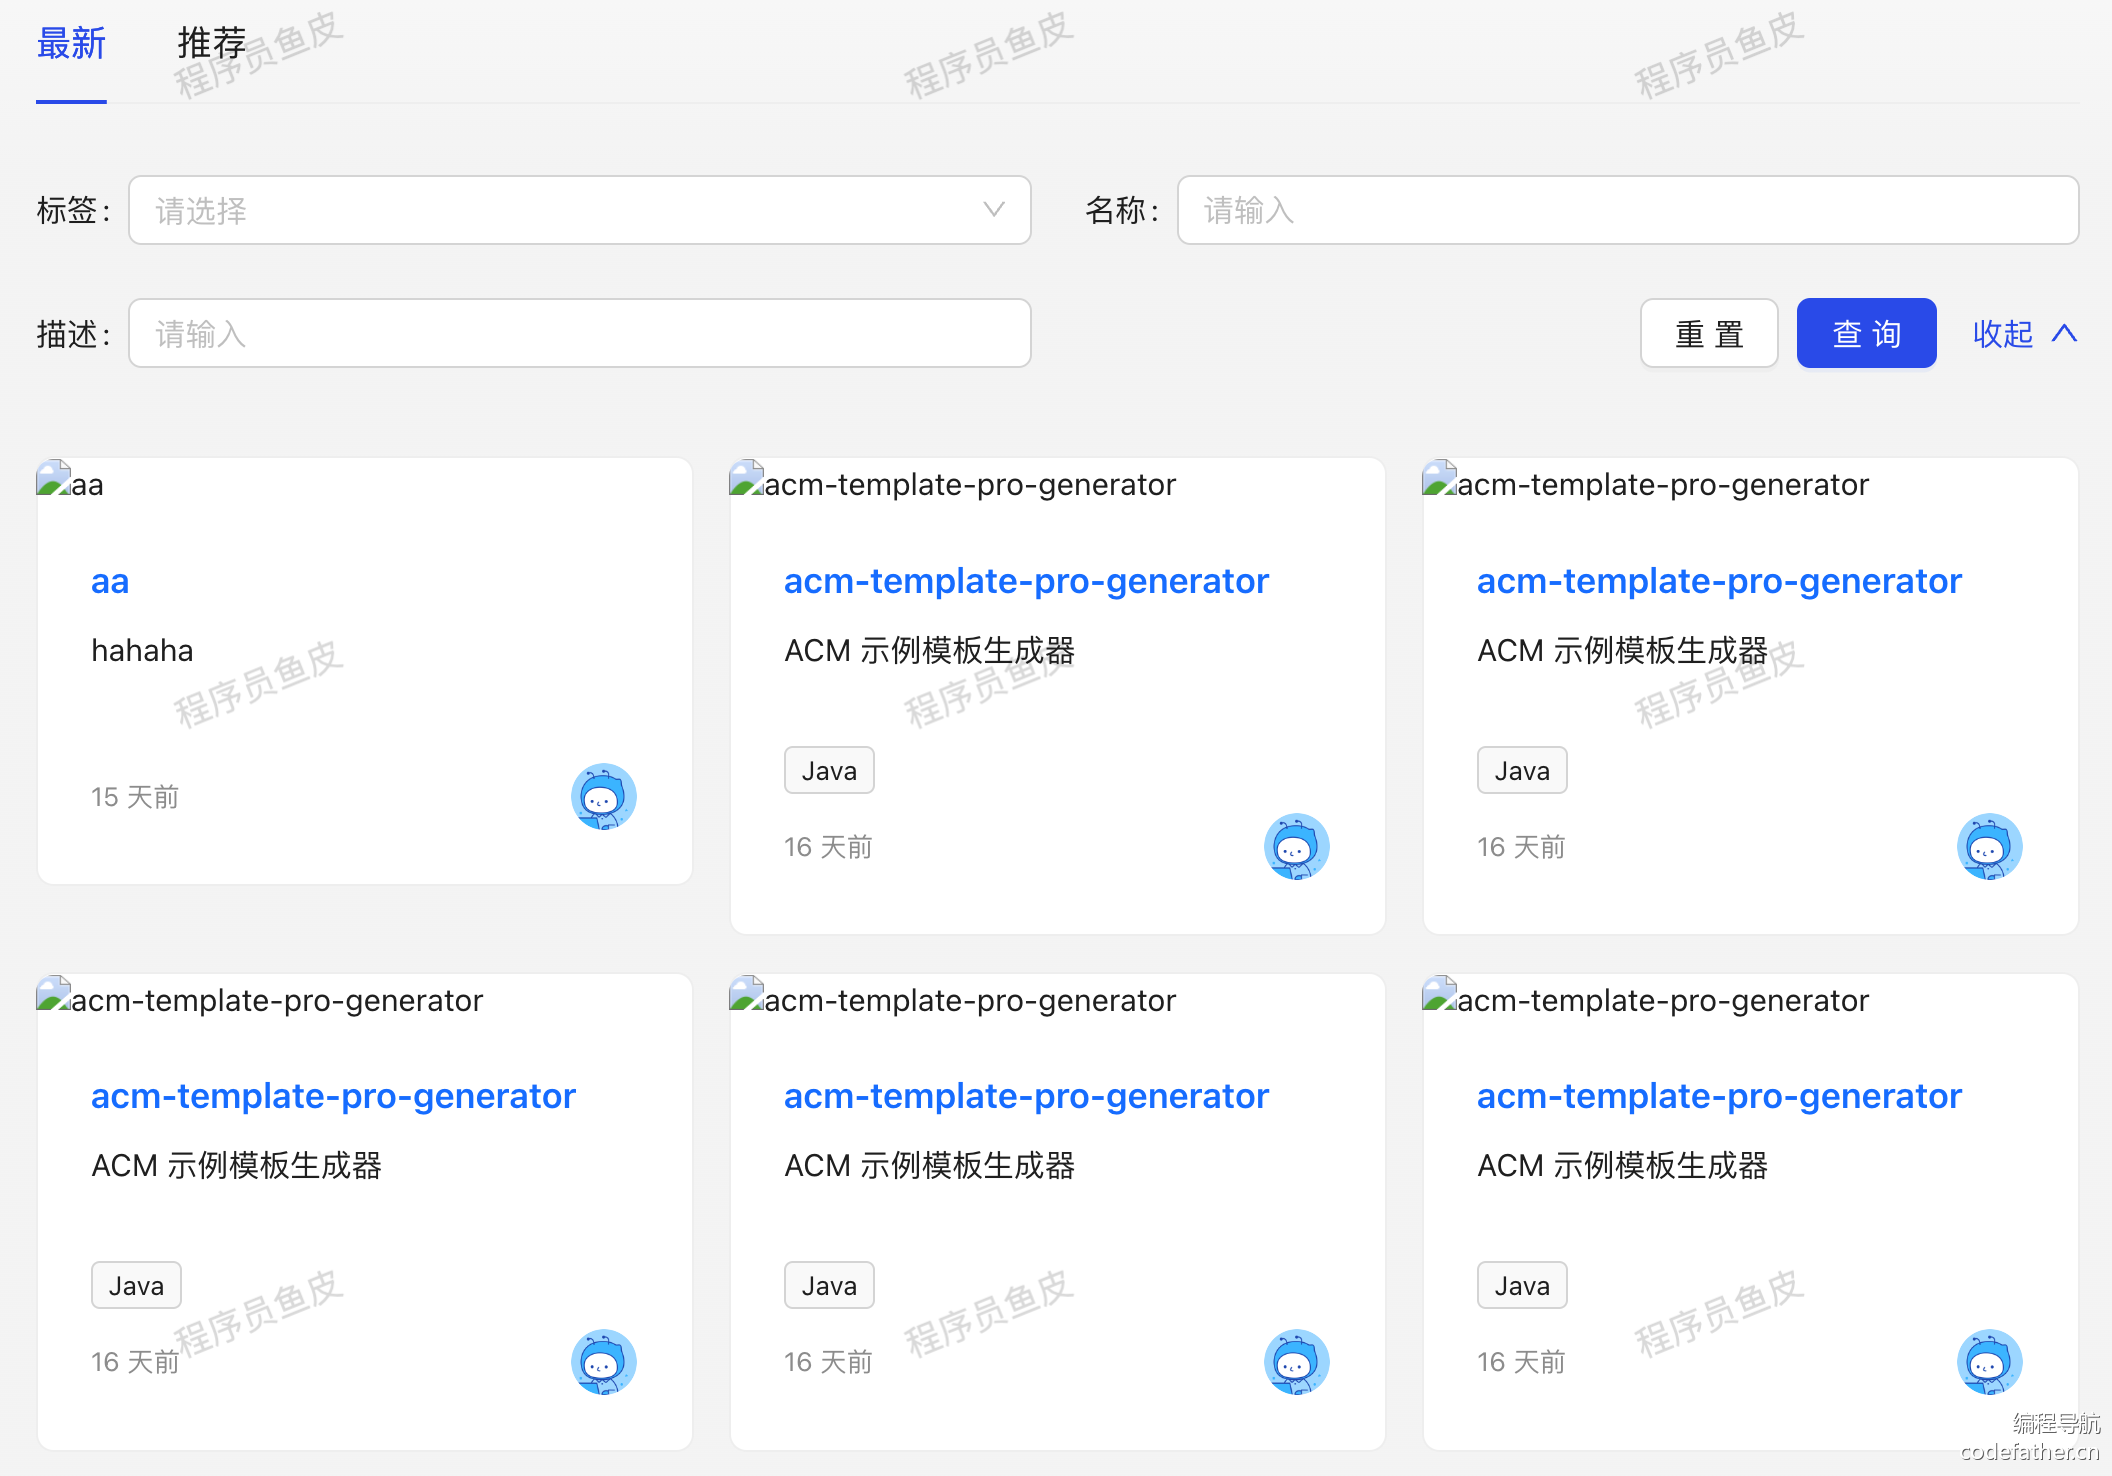 最新 推荐
程序员鱼皮 程序员鱼皮 程序员鱼皮
标签: 请选择 名称: 请输入
描述: 请输入 重 置 查 询 收起
aa acm-template-pro-generator acm-template-pro-generator
aa acm-template-pro-generator acm-template-pro-generator
hahaha ACM 示例模板生成器 ACM 示例模板生成器
程序员鱼皮 程序员鱼皮 程序员鱼皮
Java Java
15 天前 16 天前 16 天前
acm-template-pro-generator acm-template-pro-generator acm-template-pro-generator
acm-template-pro-generator acm-template-pro-generator acm-template-pro-generator
ACM 示例模板生成器 ACM 示例模板生成器 ACM 示例模板生成器
Java Java Java
程序员鱼皮 程序员鱼皮 程序员鱼皮
16 天前 16 天前 16 天前
编程导航
codefather.cn